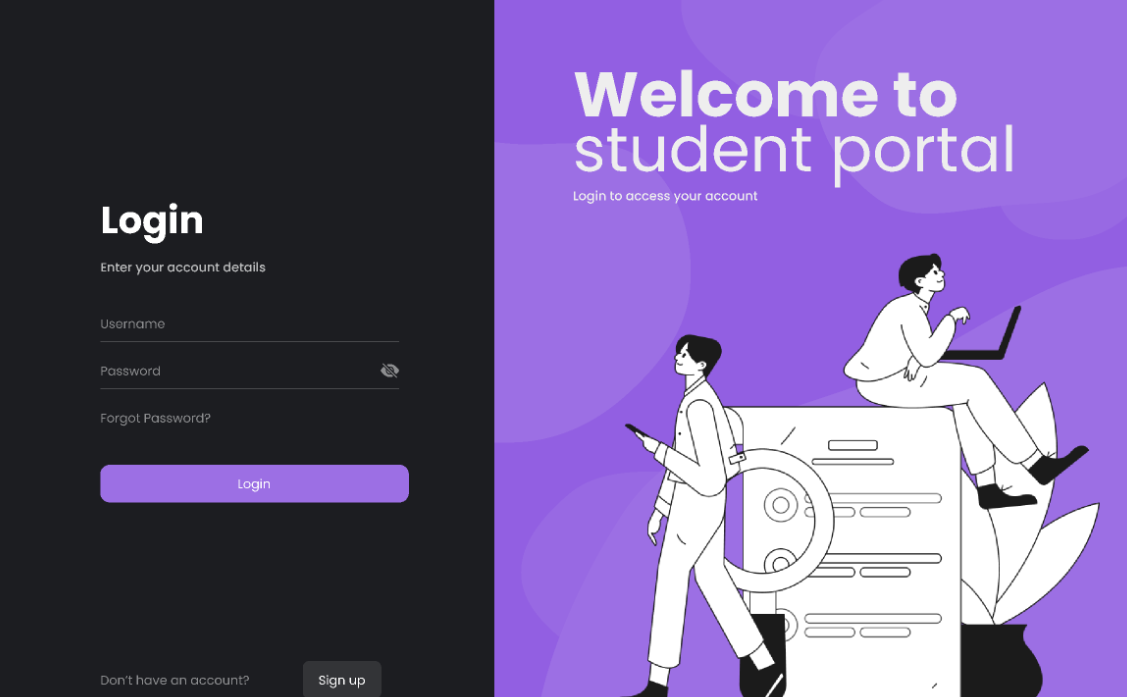 Login
Enter your account details
Username
Password
Forgot Password?
Login
Don't have an account?
Sign up
Welcome to
student portal
Login to access your account